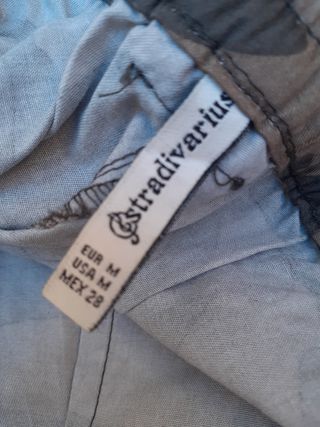 stradivarius
EUR M
USA M
MEX 28